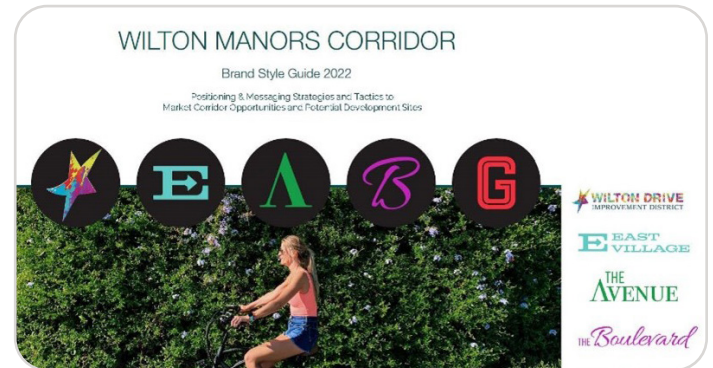 WILTON MANORS CORRIDOR
Brand Style Guide 2022
Positioning & Messaging Strategies and Tactics to
Market Corridor Opportunities and Potential Development Sites
E
A
B
G
WILTON DRIVE
IMPROVEMENT DISTRICT
E EAST
VILLAGE
THE
AVENUE
THE Boulevard